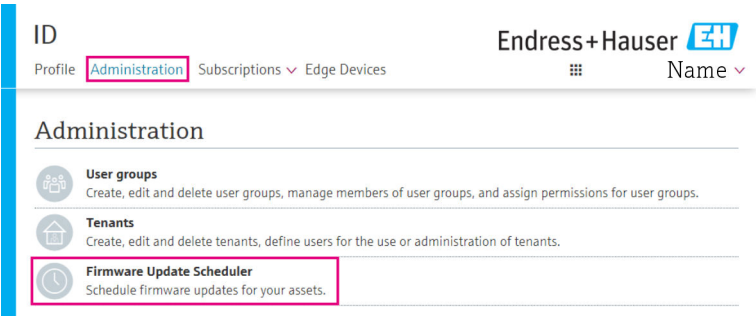 ID
Endress+Hauser EH
Profile Administration Subscriptions Edge Devices Name
Administration
User groups
Create, edit and delete user groups, manage members of user groups, and assign permissions for user groups.
Tenants
Create, edit and delete tenants, define users for the use or administration of tenants.
Firmware Update Scheduler
Schedule firmware updates for your assets.